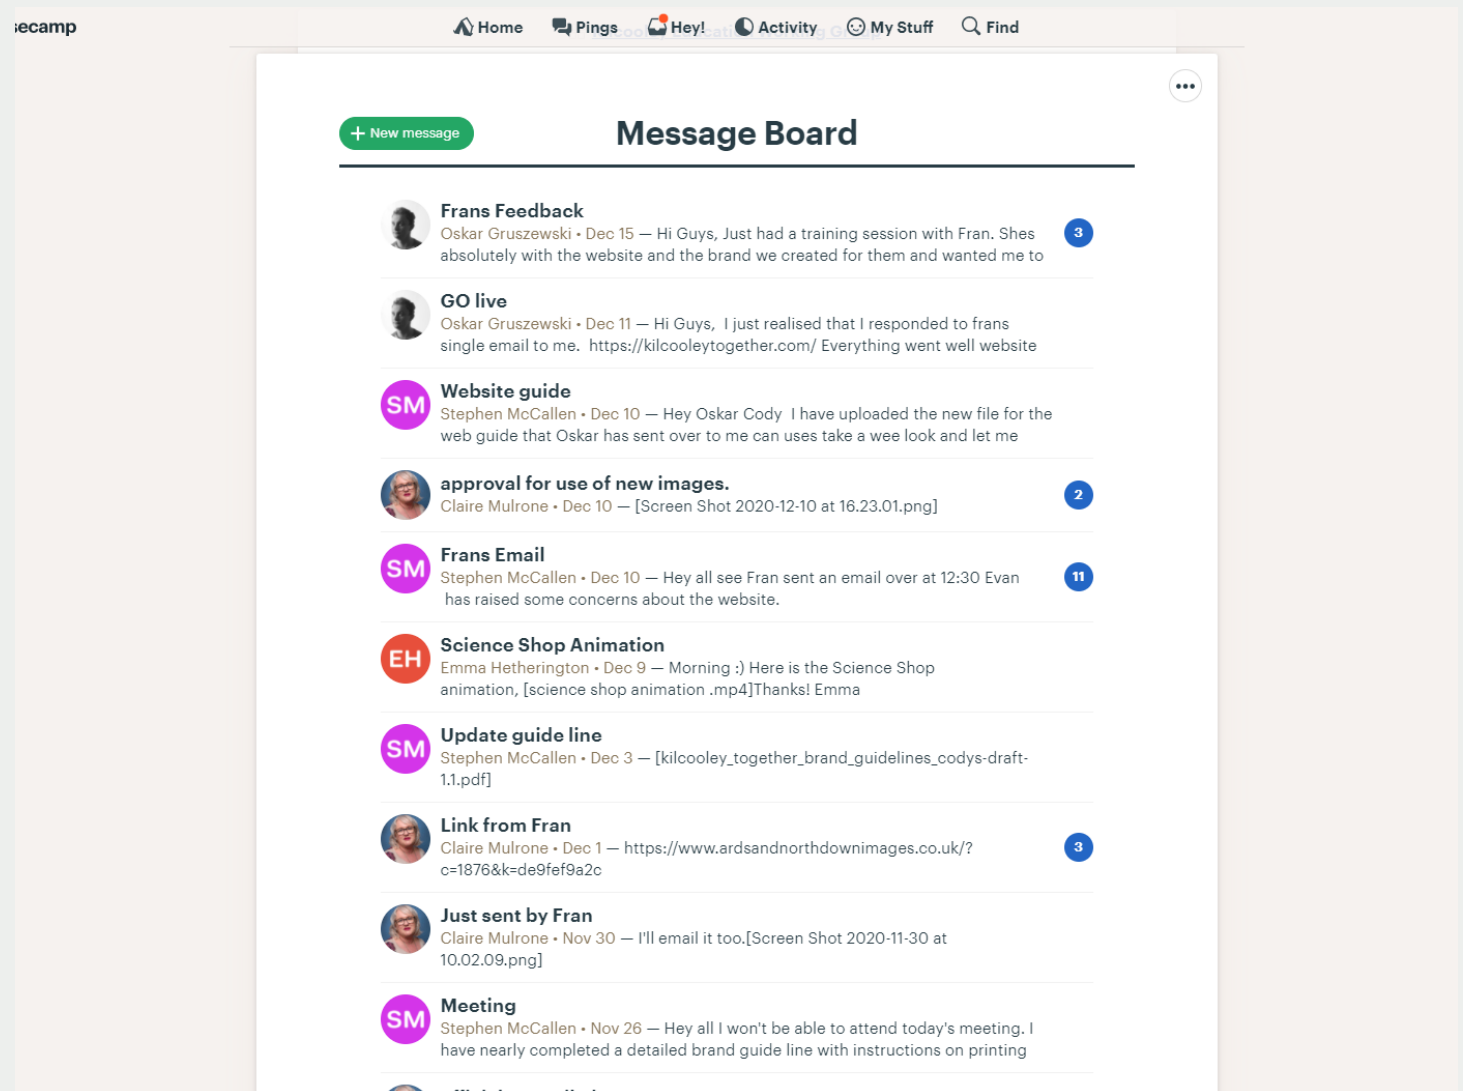 secamp
Home Pings Hey! Activity My Stuff Find
•••
+ New message
Message Board
Frans Feedback
Oskar Gruszewski • Dec 15 — Hi Guys, Just had a training session with Fran. Shes
absolutely with the website and the brand we created for them and wanted me to
3
GO live
Oskar Gruszewski • Dec 11 — Hi Guys,  I just realised that I responded to frans
single email to me.  https://kilcooleytogether.com/ Everything went well website
SM
Website guide
Stephen McCallen • Dec 10 — Hey Oskar Cody  I have uploaded the new file for the
web guide that Oskar has sent over to me can uses take a wee look and let me
approval for use of new images.
Claire Mulrone • Dec 10 — [Screen Shot 2020-12-10 at 16.23.01.png]
2
SM
Frans Email
Stephen McCallen • Dec 10 — Hey all see Fran sent an email over at 12:30 Evan
has raised some concerns about the website.
11
EH
Science Shop Animation
Emma Hetherington • Dec 9 — Morning :) Here is the Science Shop
animation, [science shop animation .mp4]Thanks! Emma
SM
Update guide line
Stephen McCallen • Dec 3 — [kilcooley_together_brand_guidelines_codys-draft-
1.1.pdf]
Link from Fran
Claire Mulrone • Dec 1 — https://www.ardsandnorthdownimages.co.uk/?
c=1876&k=de9fef9a2c
3
Just sent by Fran
Claire Mulrone • Nov 30 — I'll email it too.[Screen Shot 2020-11-30 at
10.02.09.png]
SM
Meeting
Stephen McCallen • Nov 26 — Hey all I won't be able to attend today's meeting. I
have nearly completed a detailed brand guide line with instructions on printing